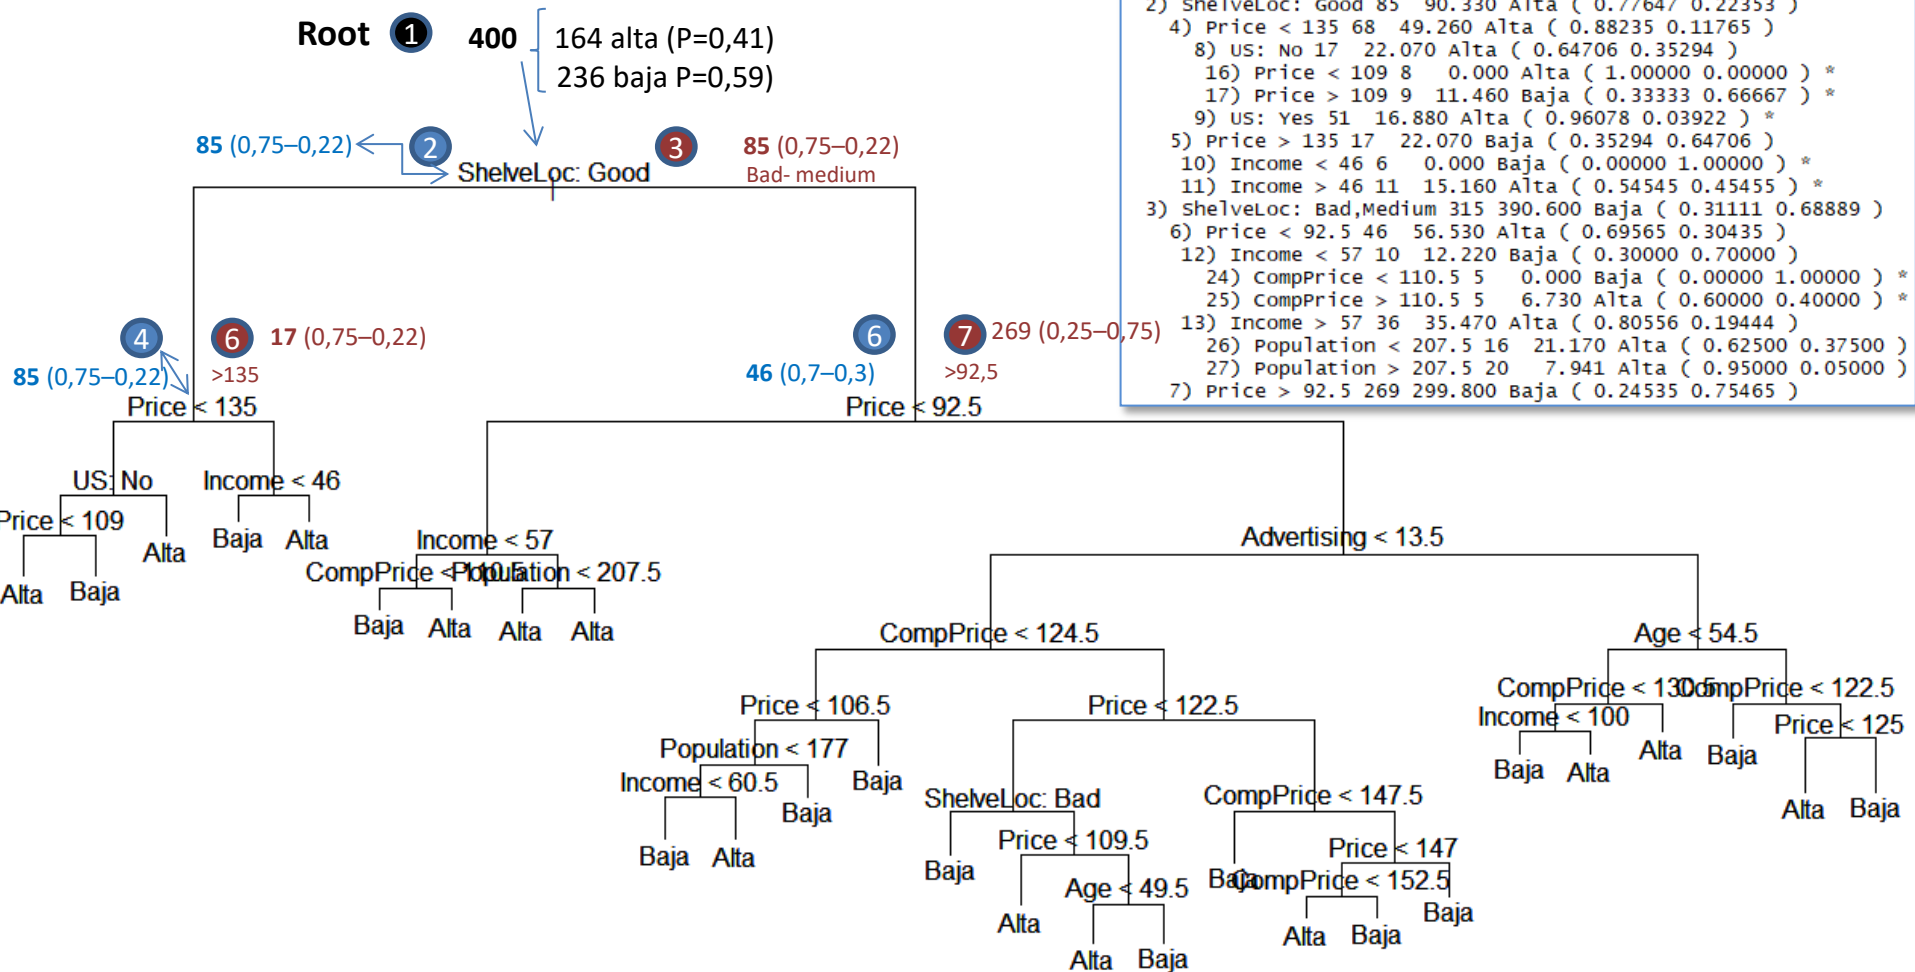 Root 1 400 164 alta (P=0,41)
236 baja P=0,59)
85 (0,75–0,22) 2 3 85 (0,75–0,22)
ShelveLoc: Good Bad- medium
2) ShelveLoc: Good 85 90.330 Alta ( 0.77647 0.22353 )
4) Price < 135 68 49.260 Alta ( 0.88235 0.11765 )
8) US: No 17 22.070 Alta ( 0.64706 0.35294 )
16) Price < 109 8 0.000 Alta ( 1.00000 0.00000 ) *
17) Price > 109 9 11.460 Baja ( 0.33333 0.66667 ) *
9) US: Yes 51 16.880 Alta ( 0.96078 0.03922 ) *
5) Price > 135 17 22.070 Baja ( 0.35294 0.64706 )
10) Income < 46 6 0.000 Baja ( 0.00000 1.00000 ) *
11) Income > 46 11 15.160 Alta ( 0.54545 0.45455 ) *
3) ShelveLoc: Bad,Medium 315 390.600 Baja ( 0.31111 0.68889 )
6) Price < 92.5 46 56.530 Alta ( 0.69565 0.30435 )
12) Income < 57 10 12.220 Baja ( 0.30000 0.70000 )
24) CompPrice < 110.5 5 0.000 Baja ( 0.00000 1.00000 ) *
25) CompPrice > 110.5 5 6.730 Alta ( 0.60000 0.40000 ) *
13) Income > 57 36 35.470 Alta ( 0.80556 0.19444 )
26) Population < 207.5 16 21.170 Alta ( 0.62500 0.37500 )
27) Population > 207.5 20 7.941 Alta ( 0.95000 0.05000 )
7) Price > 92.5 269 299.800 Baja ( 0.24535 0.75465 )
4 6 17 (0,75–0,22) 6 7 269 (0,25–0,75)
85 (0,75–0,22) >135 46 (0,7–0,3) >92,5
Price < 135 Price < 92.5
US: No Income < 46
Price < 109 Baja Alta Income < 57 Advertising < 13.5
Alta
CompPrice < 110.5 Population < 207.5
Alta Baja
Baja Alta Alta Alta CompPrice < 124.5 Age < 54.5
CompPrice < 130.5 CompPrice < 122.5
Price < 106.5 Price < 122.5 Income < 100 Price < 125
Population < 177 Alta Baja
Income < 60.5 Baja Baja Alta
Baja ShelveLoc: Bad CompPrice < 147.5 Alta Baja
Baja Alta Price < 109.5 Price < 147
Baja Age < 49.5 Baja CompPrice < 152.5
Alta Baja
Alta Baja Alta Baja